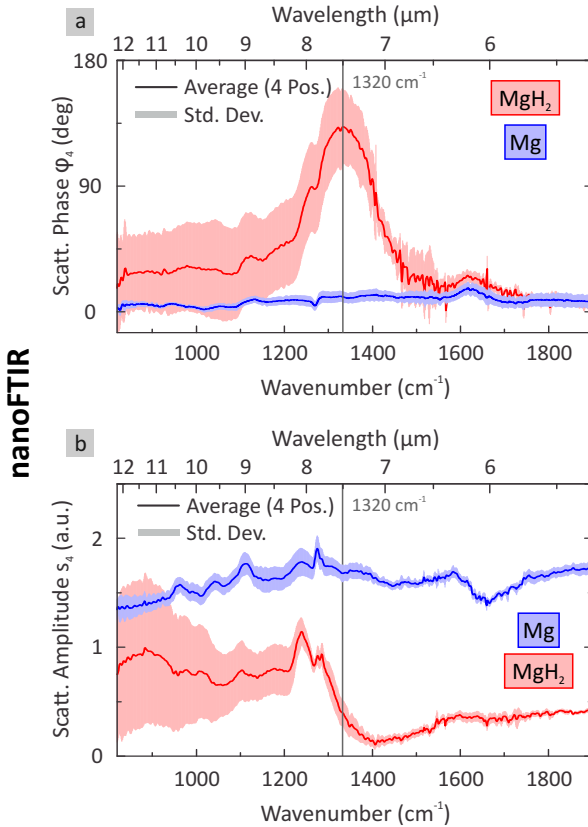 nanoFTIR
a
Wavelength (μm)
12 11 10 9 8 7 6
180
90
0
Scatt. Phase φ₄ (deg)
Average (4 Pos.)
Std. Dev.
1320 cm⁻¹
MgH₂
Mg
1000 1200 1400 1600 1800
Wavenumber (cm⁻¹)
b
Wavelength (μm)
12 11 10 9 8 7 6
2
1
0
Scatt. Amplitude s₄ (a.u.)
Average (4 Pos.)
Std. Dev.
1320 cm⁻¹
Mg
MgH₂
1000 1200 1400 1600 1800
Wavenumber (cm⁻¹)